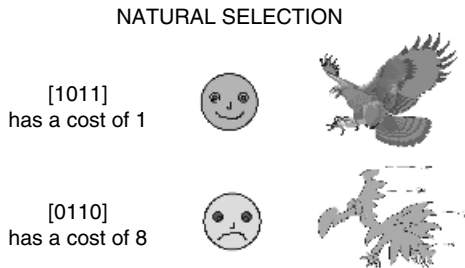 NATURAL SELECTION
[1011]
has a cost of 1
[0110]
has a cost of 8